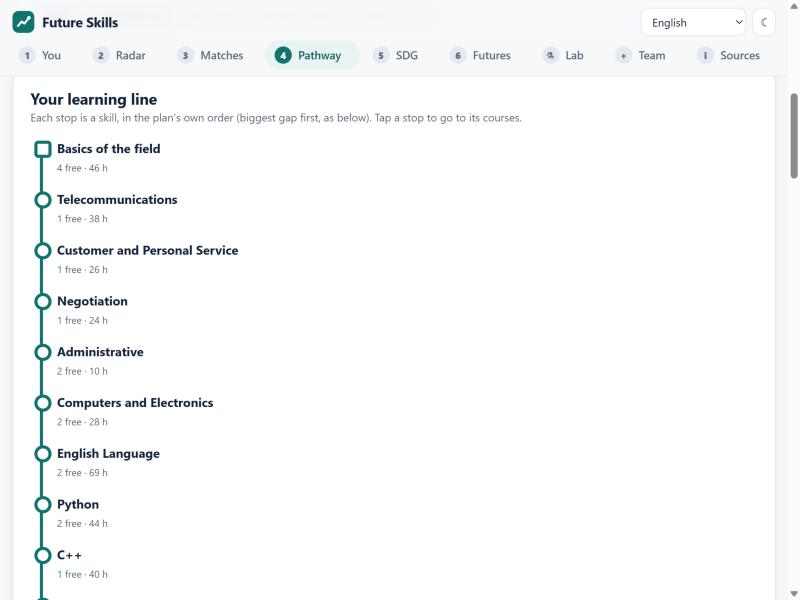 Future Skills
English
☾
1 You
2 Radar
3 Matches
4 Pathway
5 SDG
6 Futures
⚗ Lab
+ Team
i Sources
Your learning line
Each stop is a skill, in the plan's own order (biggest gap first, as below). Tap a stop to go to its courses.
Basics of the field
4 free · 46 h
Telecommunications
1 free · 38 h
Customer and Personal Service
1 free · 26 h
Negotiation
1 free · 24 h
Administrative
2 free · 10 h
Computers and Electronics
2 free · 28 h
English Language
2 free · 69 h
Python
2 free · 44 h
C++
1 free · 40 h